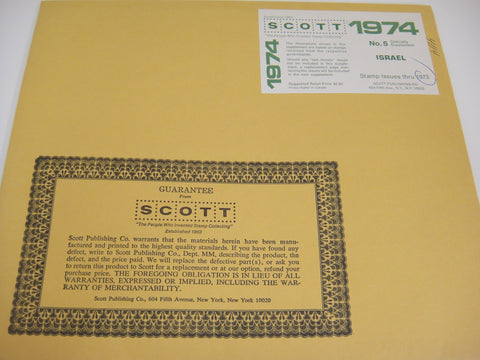 SCOTT
1974
"The People Who Invented Stamp Collecting"
1974
No. 5 Specialty Supplement
ISRAEL
Stamp Issues thru 1973
SCOTT PUBLISHING CO.
GUARANTEE
From
SCOTT
"The People Who Invented Stamp Collecting"
Established 1863
Scott Publishing Co. warrants that the materials herein have been manu-
factured and printed to the highest quality standards. If you have found any
defect, write to Scott Publishing Co., Dept. MM, describing the product, the
defect, and the price paid. We will replace the defective part(s), or ask you
to return this product to Scott for a replacement or at our option, refund your
purchase price. THE FOREGOING OBLIGATION IS IN LIEU OF ALL
WARRANTIES, EXPRESSED OR IMPLIED, INCLUDING THE WAR-
RANTY OF MERCHANTABILITY.
Scott Publishing Co., 604 Fifth Avenue, New York, New York 10020